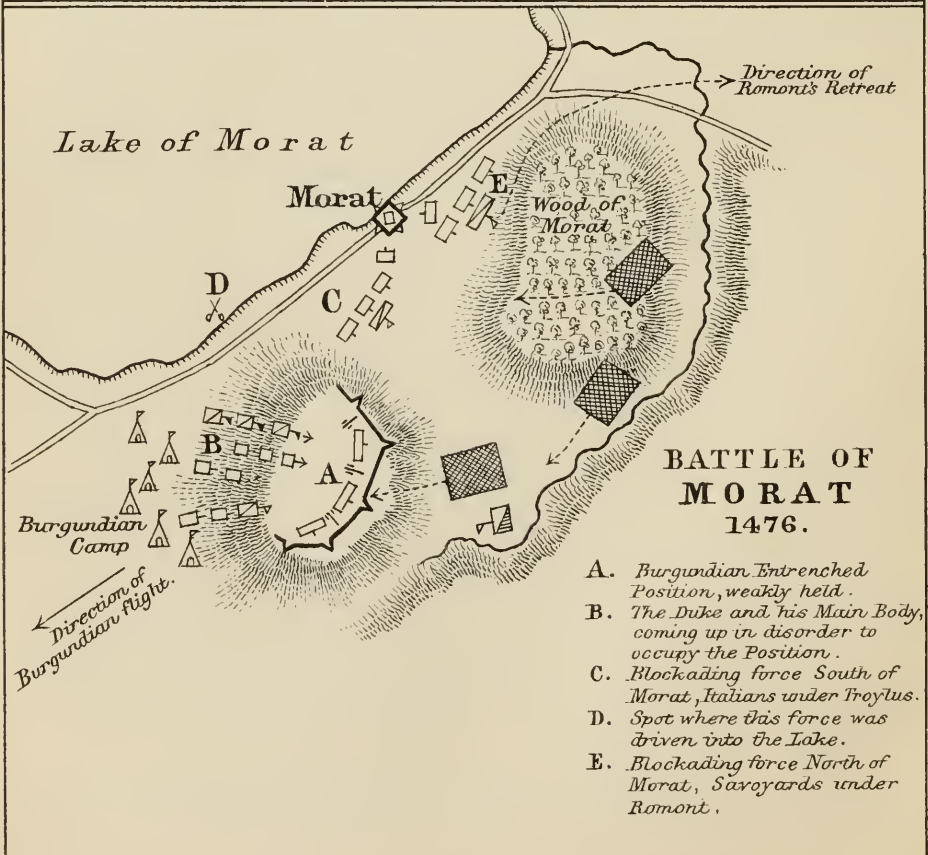 Direction of
Romont's Retreat
Lake of Morat
Morat
E
Wood of
Morat
D
C
B
A
Burgundian
Camp
Direction of
Burgundian flight.
BATTLE OF
MORAT
1476.
A. Burgundian Entrenched
Position, weakly held.
B. The Duke and his Main Body,
coming up in disorder to
occupy the Position.
C. Blockading force South of
Morat, Italians under Troylus.
D. Spot where this force was
driven into the Lake.
E. Blockading force North of
Morat, Savoyards under
Romont.